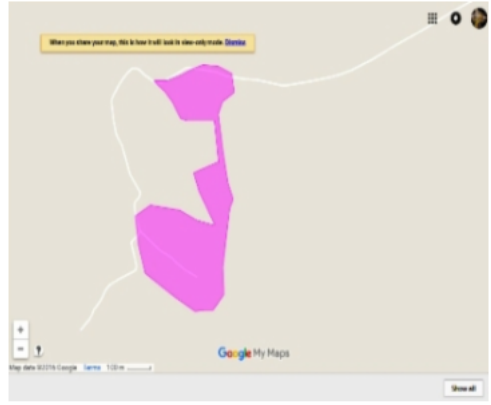 When you share your map, this is how it will look in view-only mode. Dismiss
Google My Maps
Map data ©2016 Google Terms 100 m
Show all